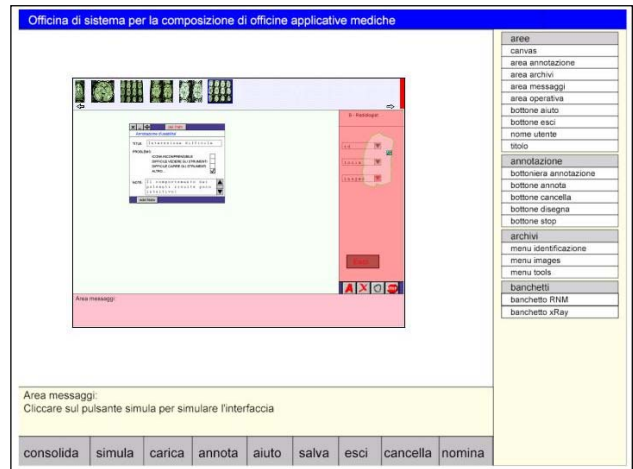 Officina di sistema per la composizione di officine applicative mediche
aree
canvas
area annotazione
area archivi
area messaggi
area operativa
bottone aiuto
bottone esci
nome utente
titolo
annotazione
bottoniera annotazione
bottone annota
bottone cancella
bottone disegna
bottone stop
archivi
menu identificazione
menu images
menu tools
banchetti
banchetto RNM
banchetto xRay
Area messaggi:
Area messaggi:
Cliccare sul pulsante simula per simulare l'interfaccia
consolida simula carica annota aiuto salva esci cancella nomina